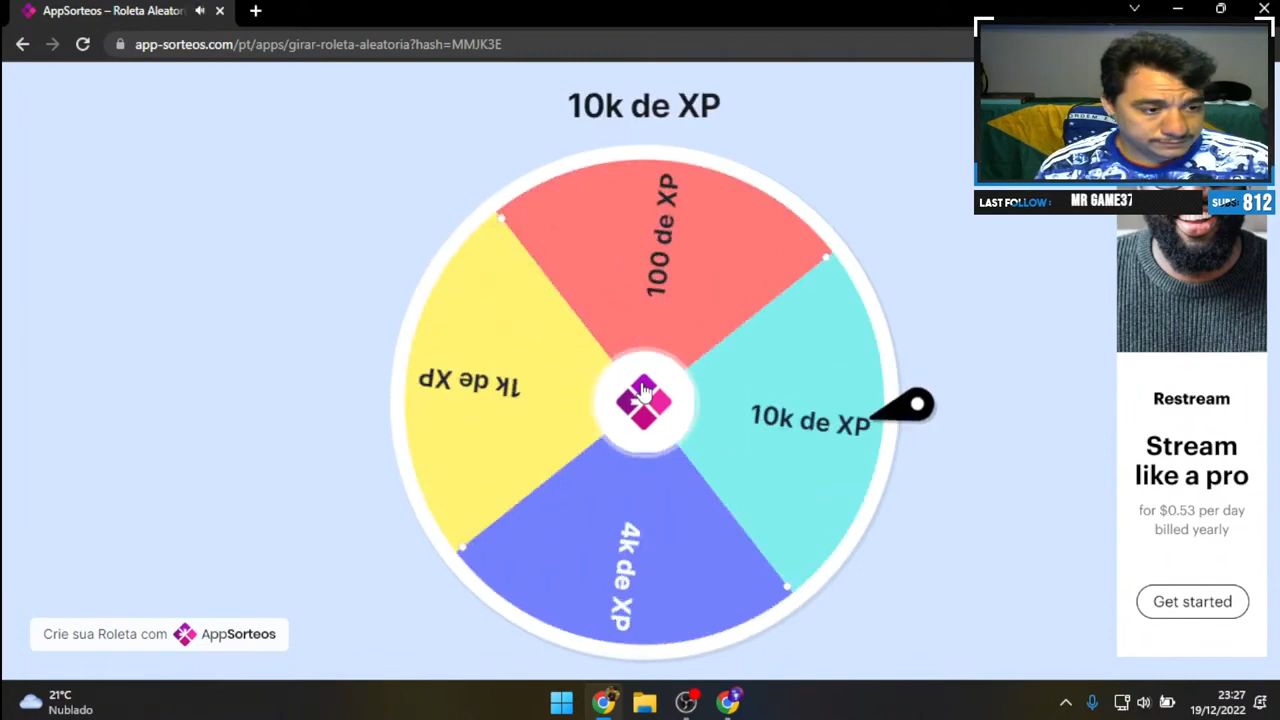 AppSorteos – Roleta Aleator
app-sorteos.com/pt/apps/girar-roleta-aleatoria?hash=MMJK3E
10k de XP
100 de XP
1k de XP
10k de XP
4k de XP
LAST FOLLOW : MR GAME37 SUBS: 812
Restream
Stream
like a pro
for $0.53 per day
billed yearly
Get started
Crie sua Roleta com AppSorteos
21°C
Nublado
23:27
19/12/2022